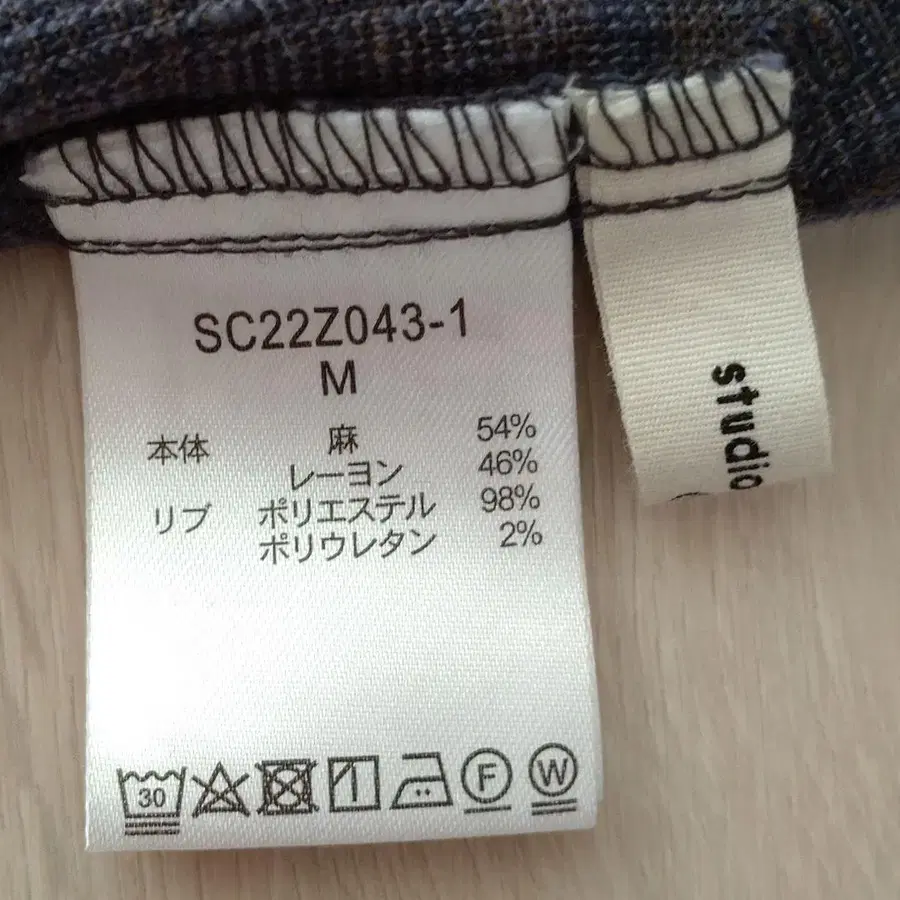 SC22Z043-1
M
本体 麻 54%
レーヨン 46%
リブ ポリエステル 98%
ポリウレタン 2%
30
F
W
studio